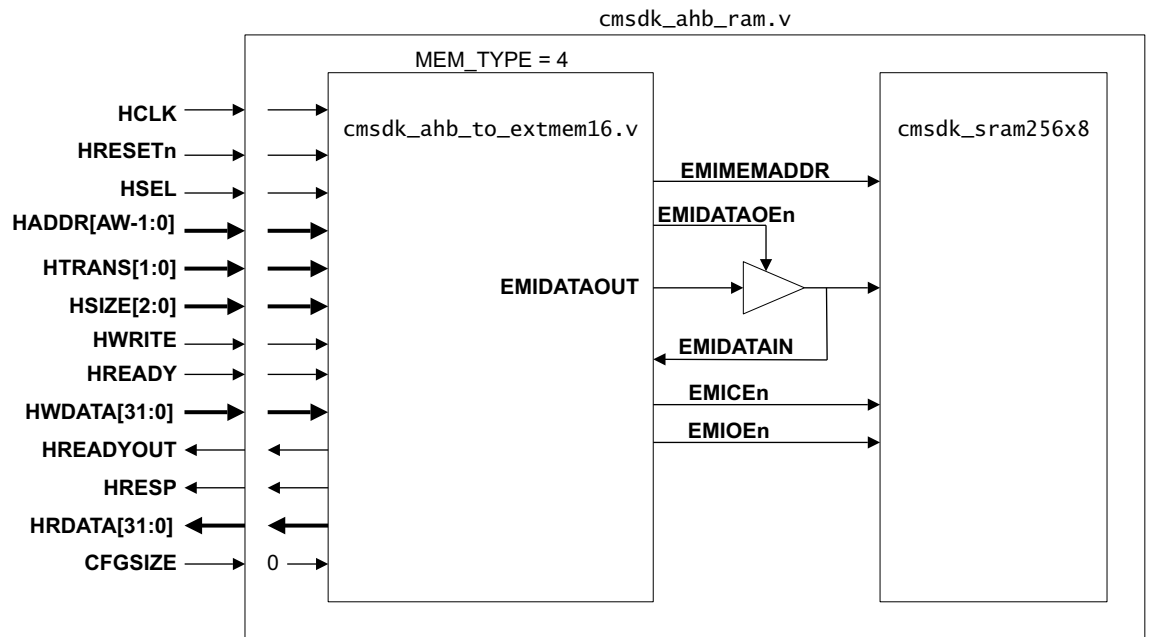 cmsdk_ahb_ram.v
MEM_TYPE = 4
cmsdk_ahb_to_extmem16.v
cmsdk_sram256x8
HCLK
HRESETn
HSEL
HADDR[AW-1:0]
HTRANS[1:0]
HSIZE[2:0]
HWRITE
HREADY
HWDATA[31:0]
HREADYOUT
HRESP
HRDATA[31:0]
CFGSIZE
0
EMIMEMADDR
EMIDATAOEn
EMIDATAOUT
EMIDATAIN
EMICEn
EMIOEn